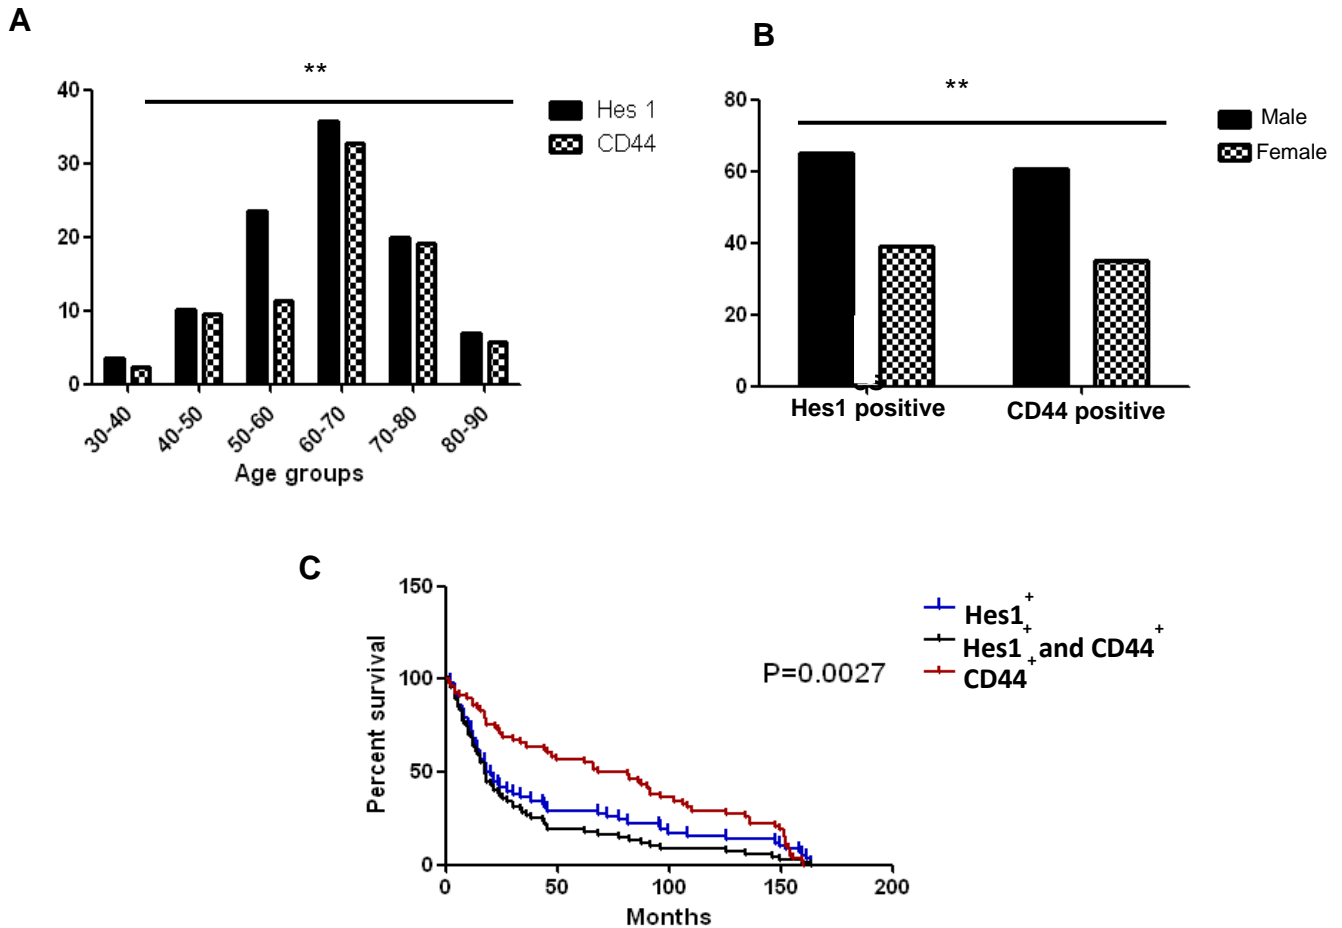 A
**
40
30
20
10
0
30-40
40-50
50-60
60-70
70-80
80-90
Age groups
Hes 1
CD44
B
**
80
60
40
20
0
Hes1 positive
CD44 positive
Male
Female
C
150
100
50
0
Percent survival
0 50 100 150 200
Months
P=0.0027
Hes1+
Hes1+ and CD44+
CD44+